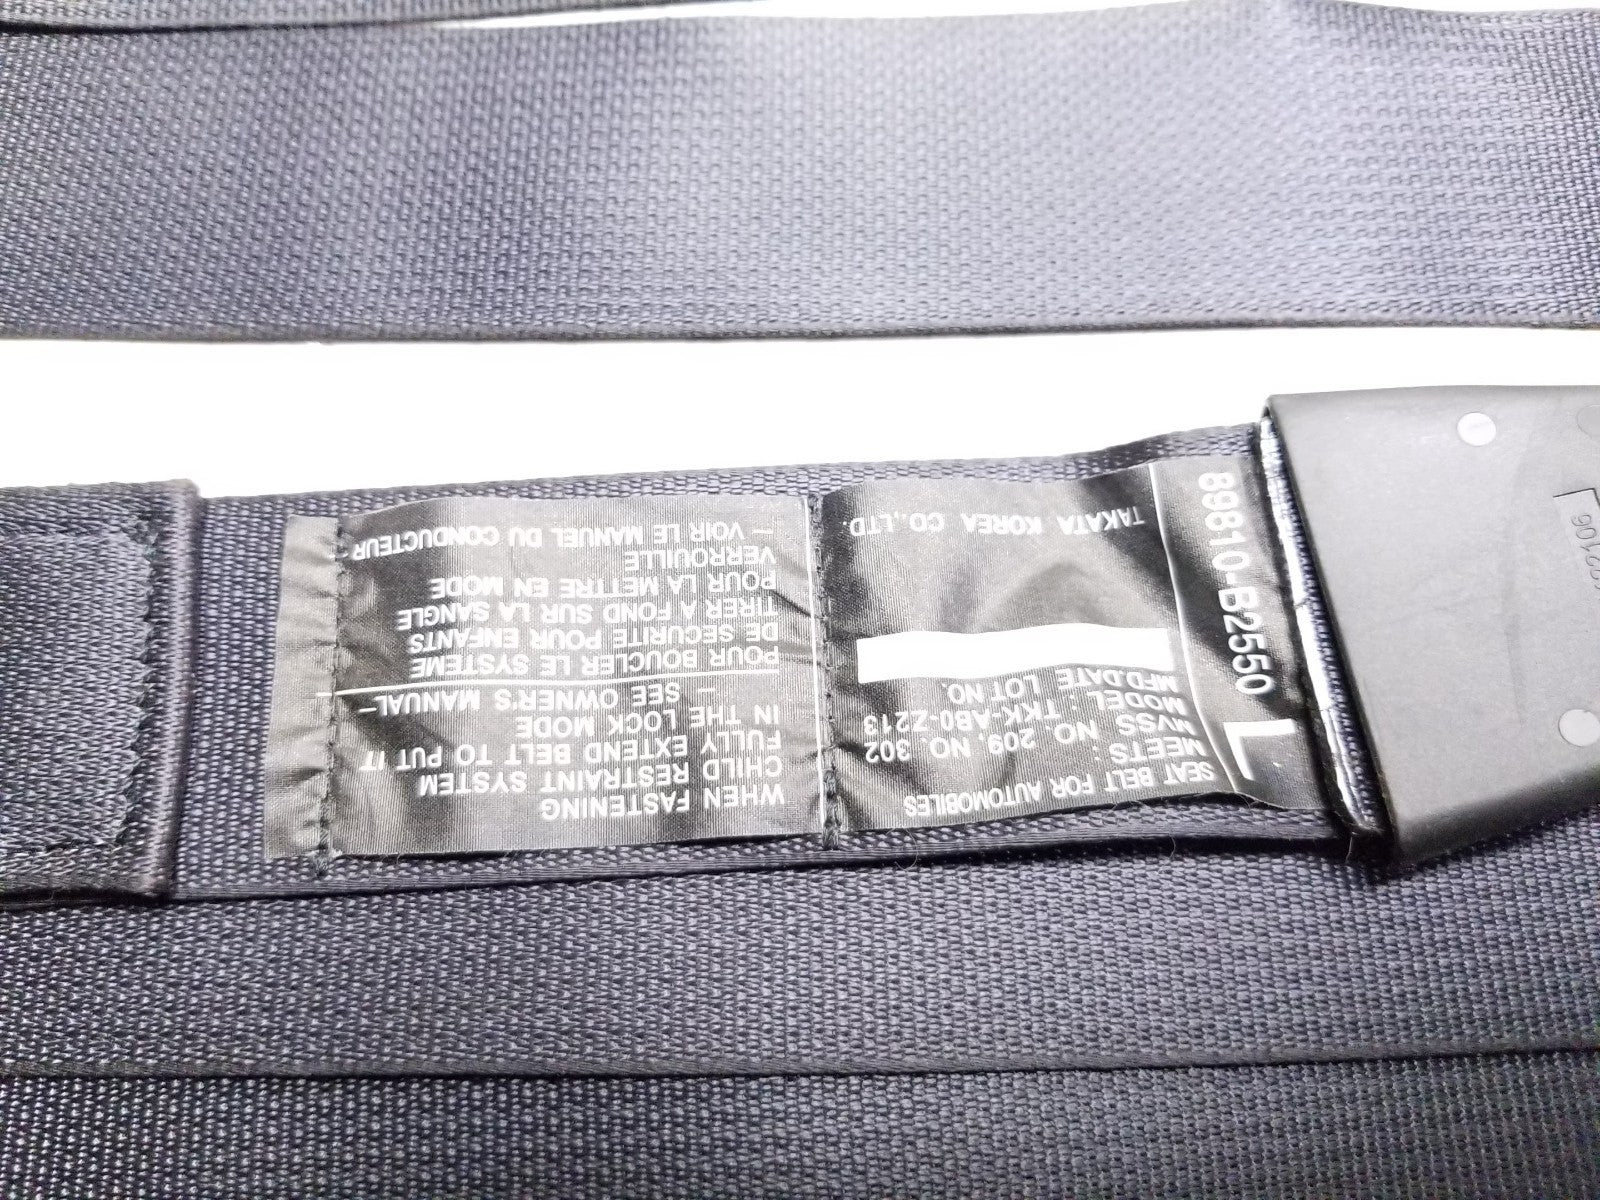 89810-B2550
L
SEAT BELT FOR AUTOMOBILES
MEETS :
MVSS NO. 209, NO. 302
MODEL : TKK-AB0-Z213
MFD.DATE LOT NO.
TAKATA KOREA CO.,LTD.
WHEN FASTENING
CHILD RESTRAINT SYSTEM
FULLY EXTEND BELT TO PUT IT
IN THE LOCK MODE
— SEE OWNER'S MANUAL—
POUR BOUCLER LE SYSTEME
DE SECURITE POUR ENFANTS
TIRER A FOND SUR LA SANGLE
POUR LA METTRE EN MODE
VERROUILLE
— VOIR LE MANUEL DU CONDUCTEUR